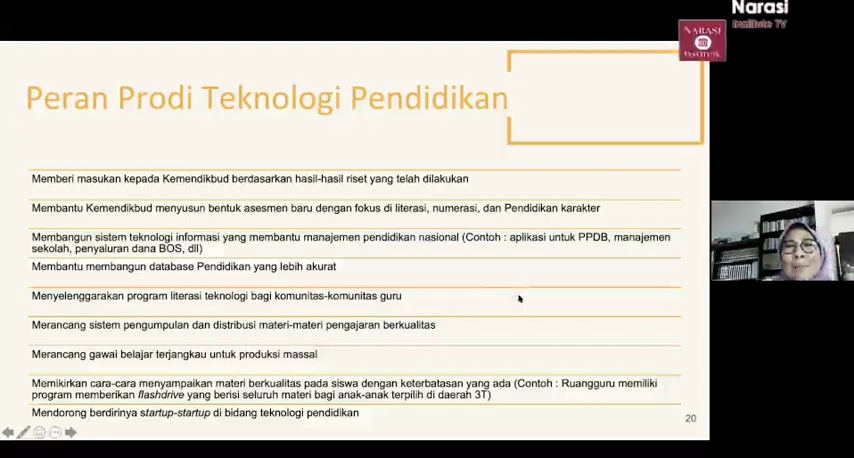 Narasi
Institute TV
NARASI
INSTITUTE
Peran Prodi Teknologi Pendidikan
Memberi masukan kepada Kemendikbud berdasarkan hasil-hasil riset yang telah dilakukan
Membantu Kemendikbud menyusun bentuk asesmen baru dengan fokus di literasi, numerasi, dan Pendidikan karakter
Membangun sistem teknologi informasi yang membantu manajemen pendidikan nasional (Contoh : aplikasi untuk PPDB, manajemen
sekolah, penyaluran dana BOS, dll)
Membantu membangun database Pendidikan yang lebih akurat
Menyelenggarakan program literasi teknologi bagi komunitas-komunitas guru
Merancang sistem pengumpulan dan distribusi materi-materi pengajaran berkualitas
Merancang gawai belajar terjangkau untuk produksi massal
Memikirkan cara-cara menyampaikan materi berkualitas pada siswa dengan keterbatasan yang ada (Contoh : Ruangguru memiliki
program memberikan flashdrive yang berisi seluruh materi bagi anak-anak terpilih di daerah 3T)
Mendorong berdirinya startup-startup di bidang teknologi pendidikan
20